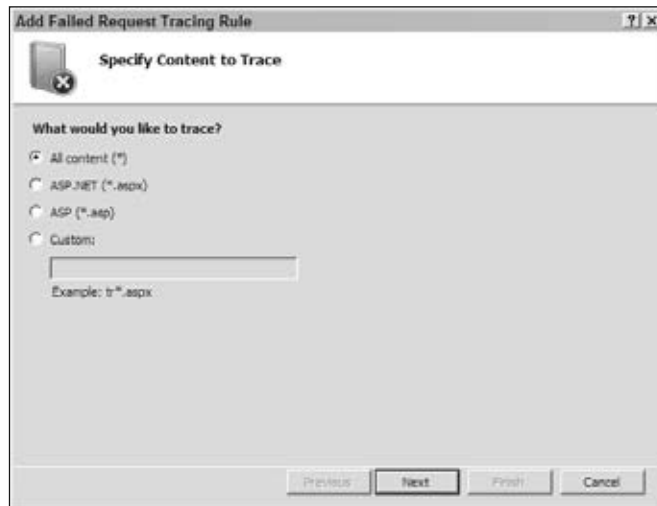 Add Failed Request Tracing Rule
? X
Specify Content to Trace
What would you like to trace?
All content (*)
ASP.NET (*.aspx)
ASP (*.asp)
Custom:
Example: tr*.aspx
Previous Next Finish Cancel